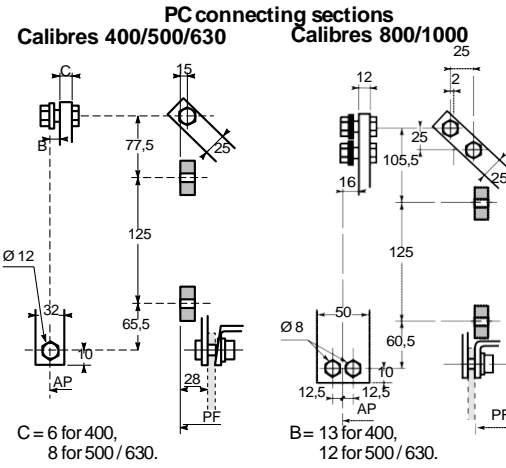 PC connecting sections
Calibres 400/500/630
Calibres 800/1000
C
15
B
77,5
25
125
Ø 12
32
65,5
10
AP
28
PF
C = 6 for 400,
8 for 500 / 630.
25
12
2
25
105,5
25
16
125
50
Ø 8
60,5
10
12,5
12,5
AP
PF
B = 13 for 400,
12 for 500 / 630.